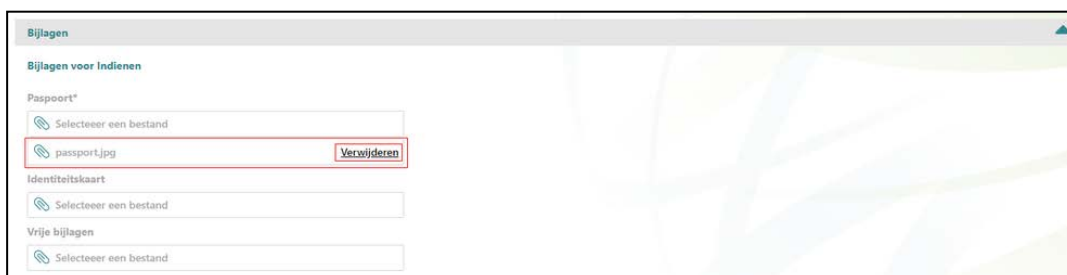 Bijlagen
Bijlagen voor Indienen
Paspoort*
Selecteeer een bestand
passport.jpg Verwijderen
Identiteitskaart
Selecteeer een bestand
Vrije bijlagen
Selecteeer een bestand